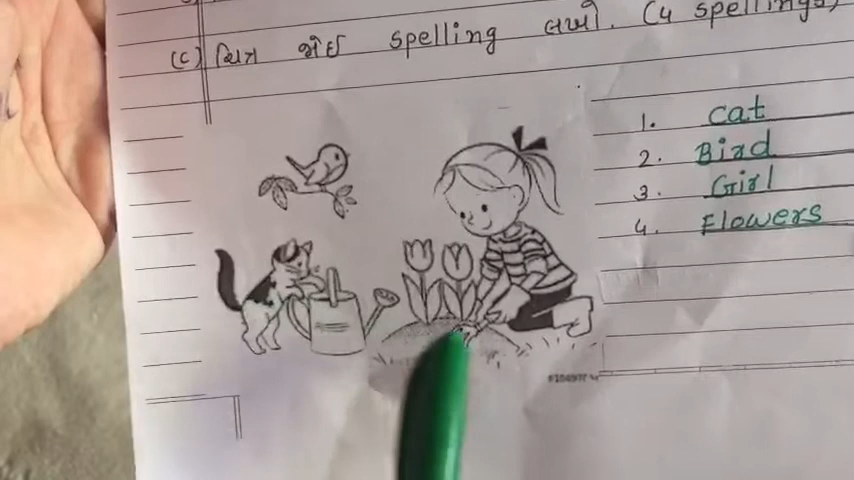 (c) ચિત્ર જોઈ spelling લખો. (4 spellings)
1. cat
2. Bird
3. Girl
4. Flowers